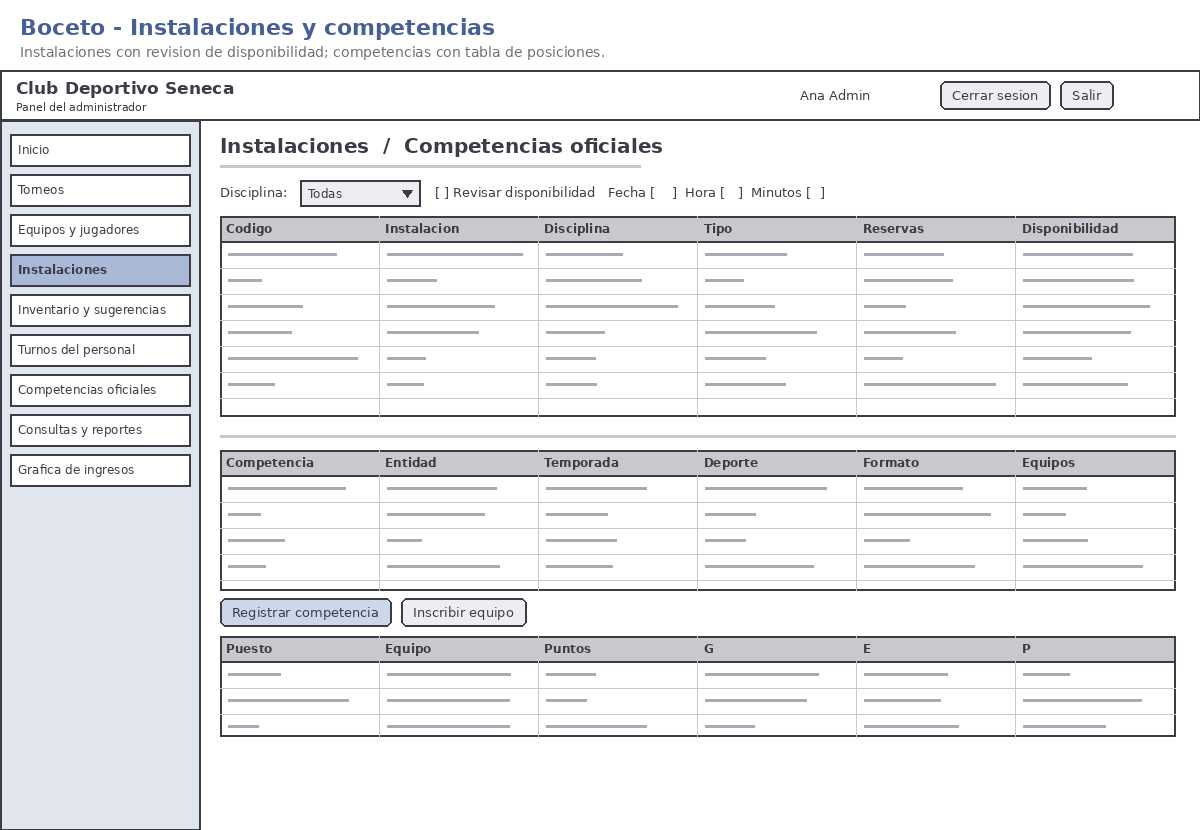 Boceto - Instalaciones y competencias
Instalaciones con revision de disponibilidad; competencias con tabla de posiciones.
Club Deportivo Seneca
Panel del administrador
Ana Admin
Cerrar sesion
Salir
Inicio
Torneos
Equipos y jugadores
Instalaciones
Inventario y sugerencias
Turnos del personal
Competencias oficiales
Consultas y reportes
Grafica de ingresos
Instalaciones / Competencias oficiales
Disciplina: Todas [ ] Revisar disponibilidad Fecha [ ] Hora [ ] Minutos [ ]
Codigo Instalacion Disciplina Tipo Reservas Disponibilidad
Competencia Entidad Temporada Deporte Formato Equipos
Registrar competencia Inscribir equipo
Puesto Equipo Puntos G E P